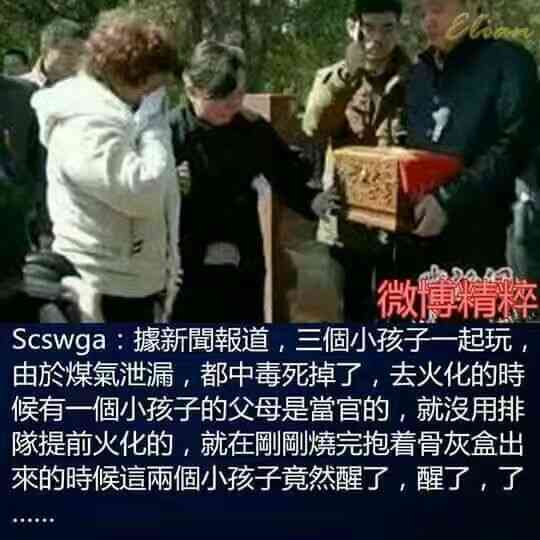 Elsan
微博精粹
Scswga：據新聞報道，三個小孩子一起玩，
由於煤氣泄漏，都中毒死掉了，去火化的時
候有一個小孩子的父母是當官的，就沒用排
隊提前火化的，就在剛剛燒完抱着骨灰盒出
來的時候這兩個小孩子竟然醒了，醒了，了
......